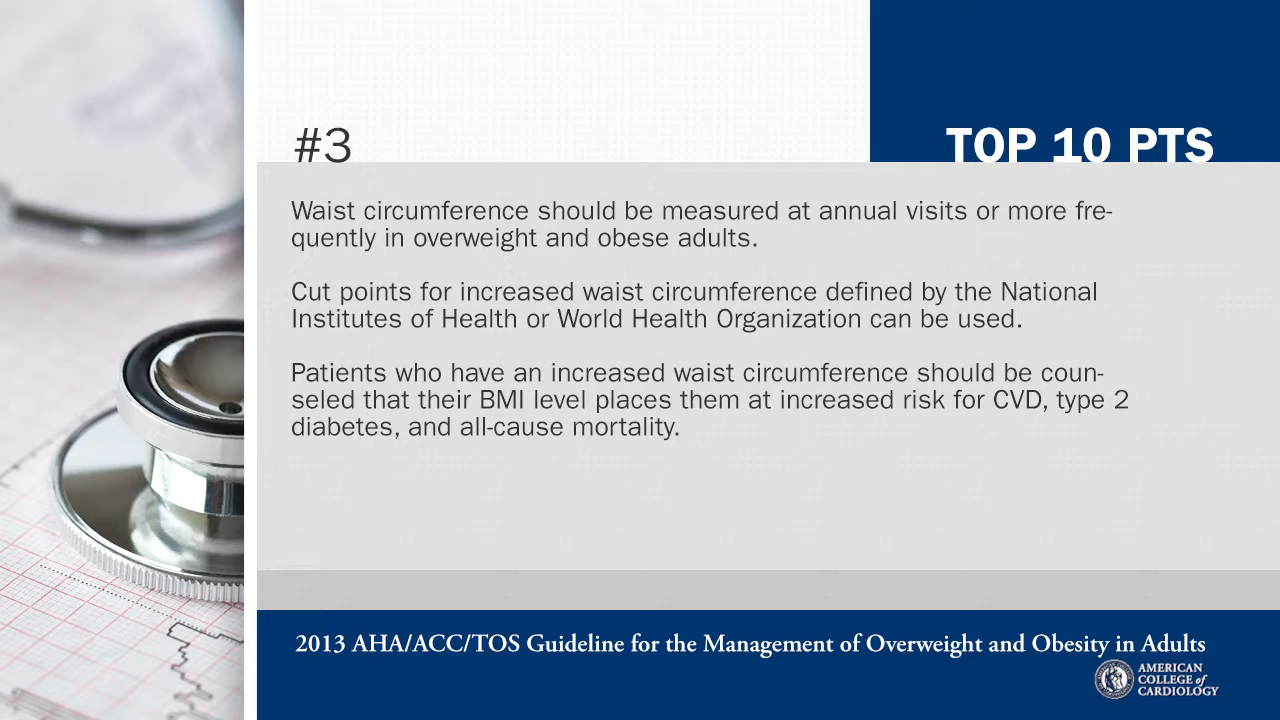 #3
TOP 10 PTS
Waist circumference should be measured at annual visits or more fre-
quently in overweight and obese adults.
Cut points for increased waist circumference defined by the National
Institutes of Health or World Health Organization can be used.
Patients who have an increased waist circumference should be coun-
seled that their BMI level places them at increased risk for CVD, type 2
diabetes, and all-cause mortality.
2013 AHA/ACC/TOS Guideline for the Management of Overweight and Obesity in Adults
AMERICAN
COLLEGE of
CARDIOLOGY